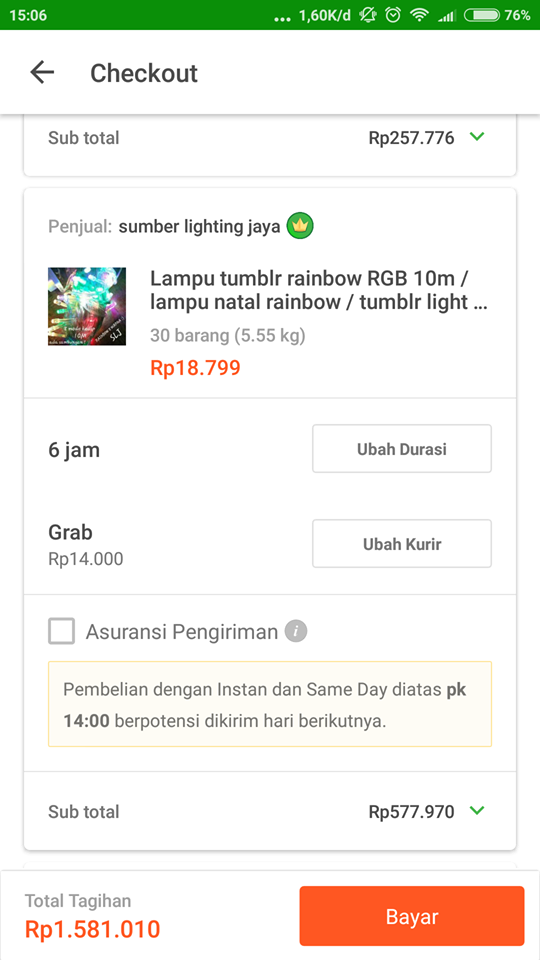 15:06
... 1,60K/d
76%
Checkout
Sub total
Rp257.776
Penjual: sumber lighting jaya
Lampu tumblr rainbow RGB 10m /
lampu natal rainbow / tumblr light ...
30 barang (5.55 kg)
Rp18.799
10M
SLJ
6 jam
Ubah Durasi
Grab
Rp14.000
Ubah Kurir
Asuransi Pengiriman
Pembelian dengan Instan dan Same Day diatas pk
14:00 berpotensi dikirim hari berikutnya.
Sub total
Rp577.970
Total Tagihan
Rp1.581.010
Bayar